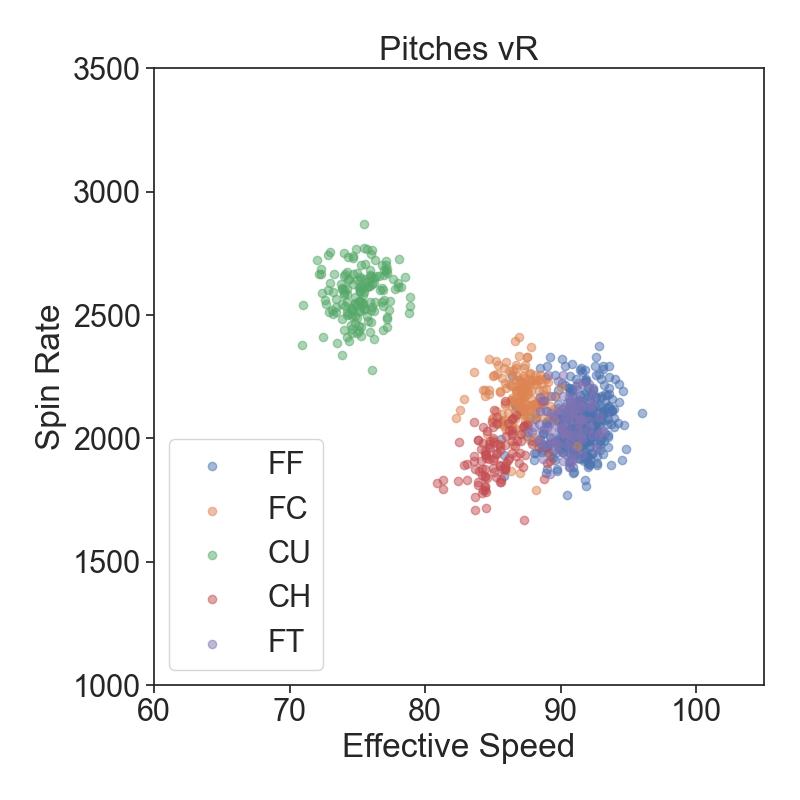 Pitches vR
3500
3000
2500
2000
1500
1000
Spin Rate
FF
FC
CU
CH
FT
60 70 80 90 100
Effective Speed